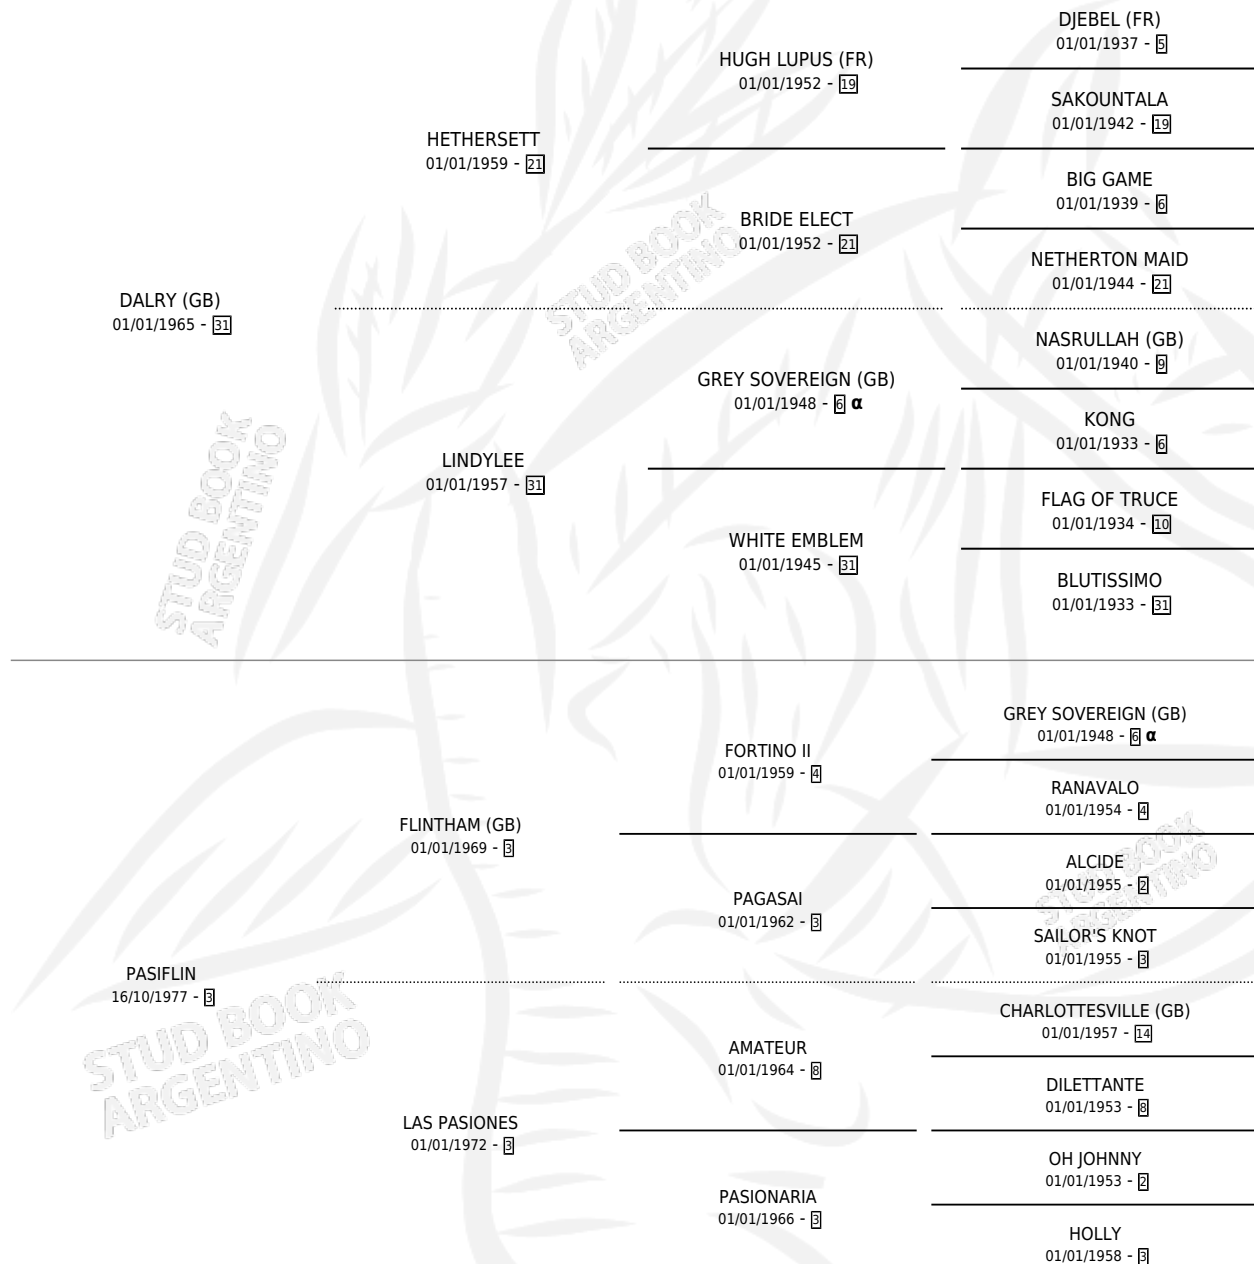 DJEBEL (FR)
01/01/1937 - 5
HUGH LUPUS (FR)
01/01/1952 - 19
SAKOUNTALA
01/01/1942 - 19
HETHERSETT
01/01/1959 - 21
BIG GAME
01/01/1939 - 6
BRIDE ELECT
01/01/1952 - 21
NETHERTON MAID
01/01/1944 - 21
DALRY (GB)
01/01/1965 - 31
NASRULLAH (GB)
01/01/1940 - 9
GREY SOVEREIGN (GB)
01/01/1948 - 6 α
KONG
01/01/1933 - 6
LINDYLEE
01/01/1957 - 31
FLAG OF TRUCE
01/01/1934 - 10
WHITE EMBLEM
01/01/1945 - 31
BLUTISSIMO
01/01/1933 - 31
GREY SOVEREIGN (GB)
01/01/1948 - 6 α
FORTINO II
01/01/1959 - 4
RANAVALO
01/01/1954 - 4
FLINTHAM (GB)
01/01/1969 - 3
ALCIDE
01/01/1955 - 2
PAGASAI
01/01/1962 - 3
SAILOR'S KNOT
01/01/1955 - 3
PASIFLIN
16/10/1977 - 3
CHARLOTTESVILLE (GB)
01/01/1957 - 14
AMATEUR
01/01/1964 - 8
DILETTANTE
01/01/1953 - 8
LAS PASIONES
01/01/1972 - 3
OH JOHNNY
01/01/1953 - 2
PASIONARIA
01/01/1966 - 3
HOLLY
01/01/1958 - 3
STUD BOOK
ARGENTINO
STUD BOOK
ARGENTINO
STUD BOOK
ARGENTINO
STUD BOOK
ARGENTINO